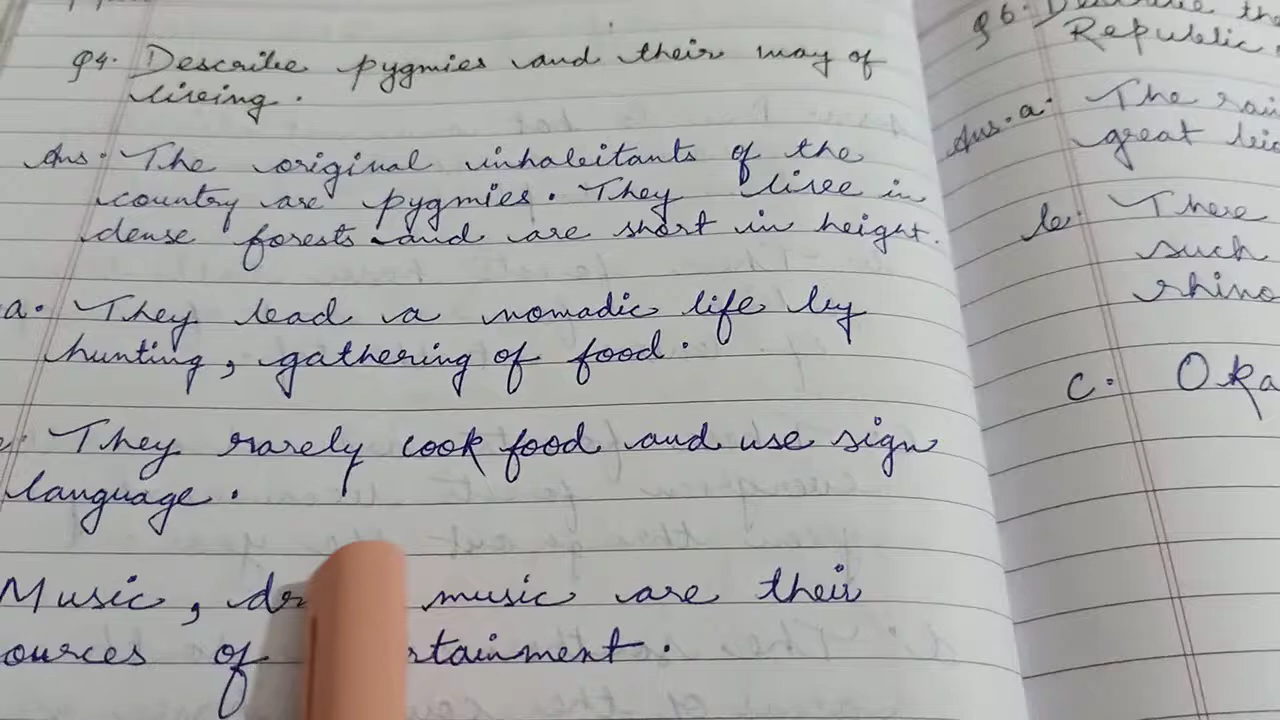 Q4. Describe pygmies and their way of
living.
Ans. The original inhabitants of the
country are pygmies. They live in
dense forests and are short in height.
a. They lead a nomadic life by
hunting, gathering of food.
They rarely cook food and use sign
language.
Music, music are their
of
Q6. Describe the
Republic
Ans. a. The
great
b. There
such
rhino
c.